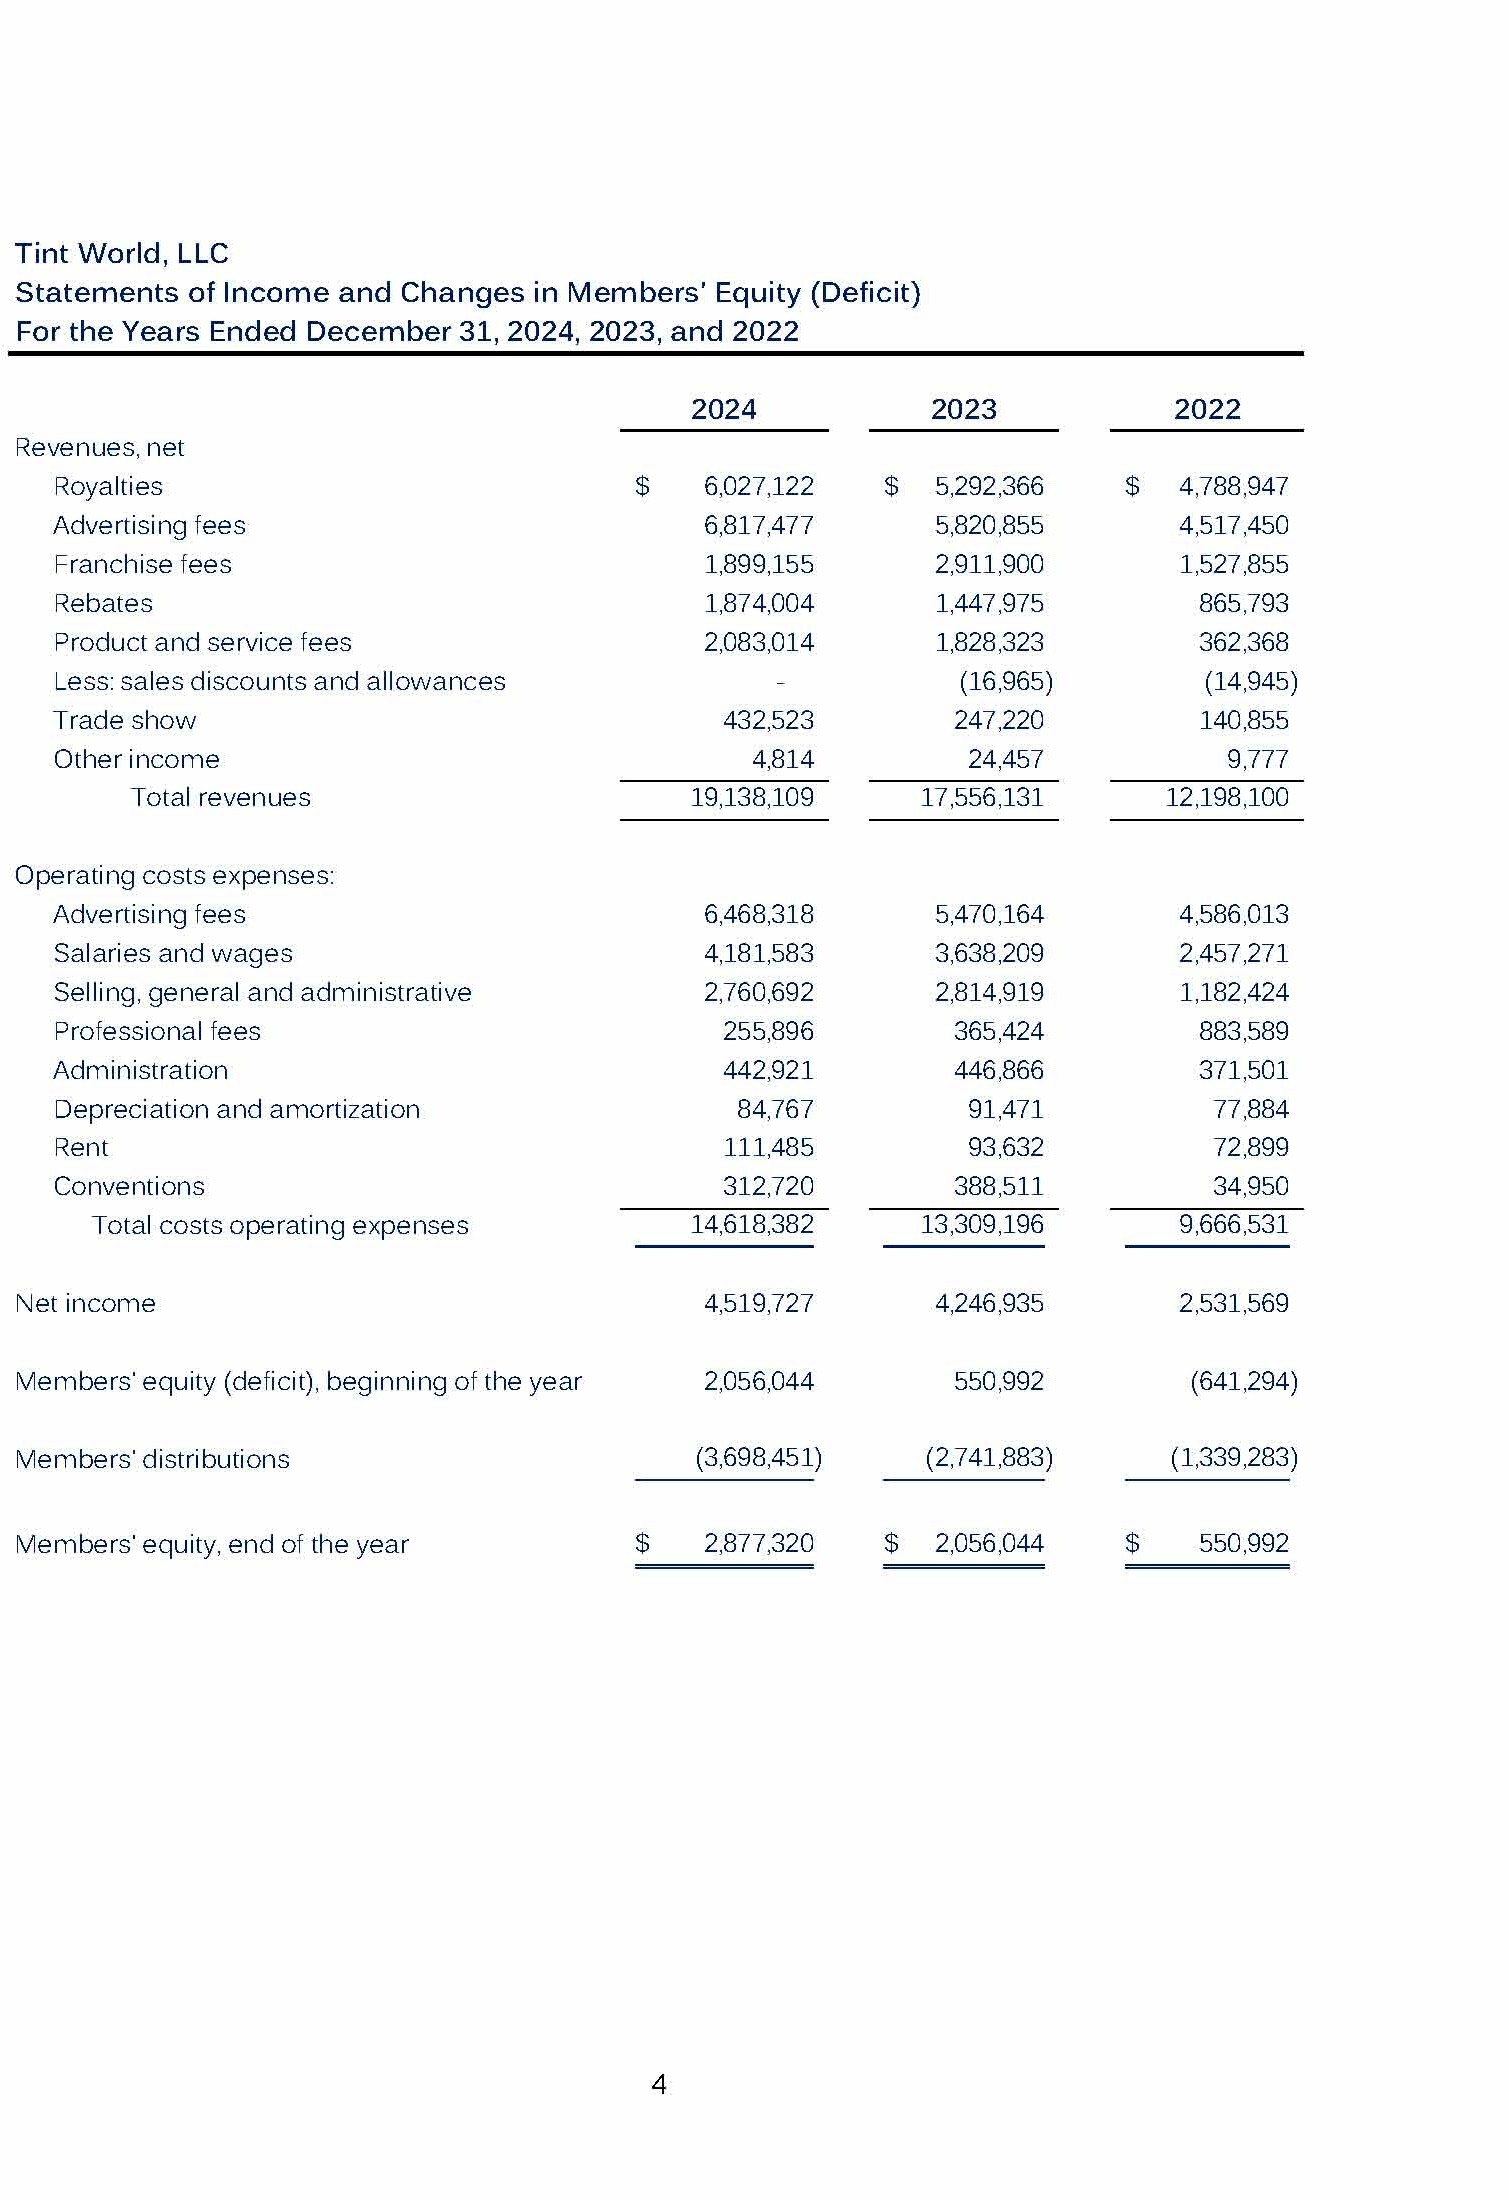 Tint World, LLC
Statements of Income and Changes in Members' Equity (Deficit)
For the Years Ended December 31, 2024, 2023, and 2022
2024 2023 2022
Revenues, net
Royalties $ 6,027,122 $ 5,292,366 $ 4,788,947
Advertising fees 6,817,477 5,820,855 4,517,450
Franchise fees 1,899,155 2,911,900 1,527,855
Rebates 1,874,004 1,447,975 865,793
Product and service fees 2,083,014 1,828,323 362,368
Less: sales discounts and allowances - (16,965) (14,945)
Trade show 432,523 247,220 140,855
Other income 4,814 24,457 9,777
Total revenues 19,138,109 17,556,131 12,198,100
Operating costs expenses:
Advertising fees 6,468,318 5,470,164 4,586,013
Salaries and wages 4,181,583 3,638,209 2,457,271
Selling, general and administrative 2,760,692 2,814,919 1,182,424
Professional fees 255,896 365,424 883,589
Administration 442,921 446,866 371,501
Depreciation and amortization 84,767 91,471 77,884
Rent 111,485 93,632 72,899
Conventions 312,720 388,511 34,950
Total costs operating expenses 14,618,382 13,309,196 9,666,531
Net income 4,519,727 4,246,935 2,531,569
Members' equity (deficit), beginning of the year 2,056,044 550,992 (641,294)
Members' distributions (3,698,451) (2,741,883) (1,339,283)
Members' equity, end of the year $ 2,877,320 $ 2,056,044 $ 550,992
4